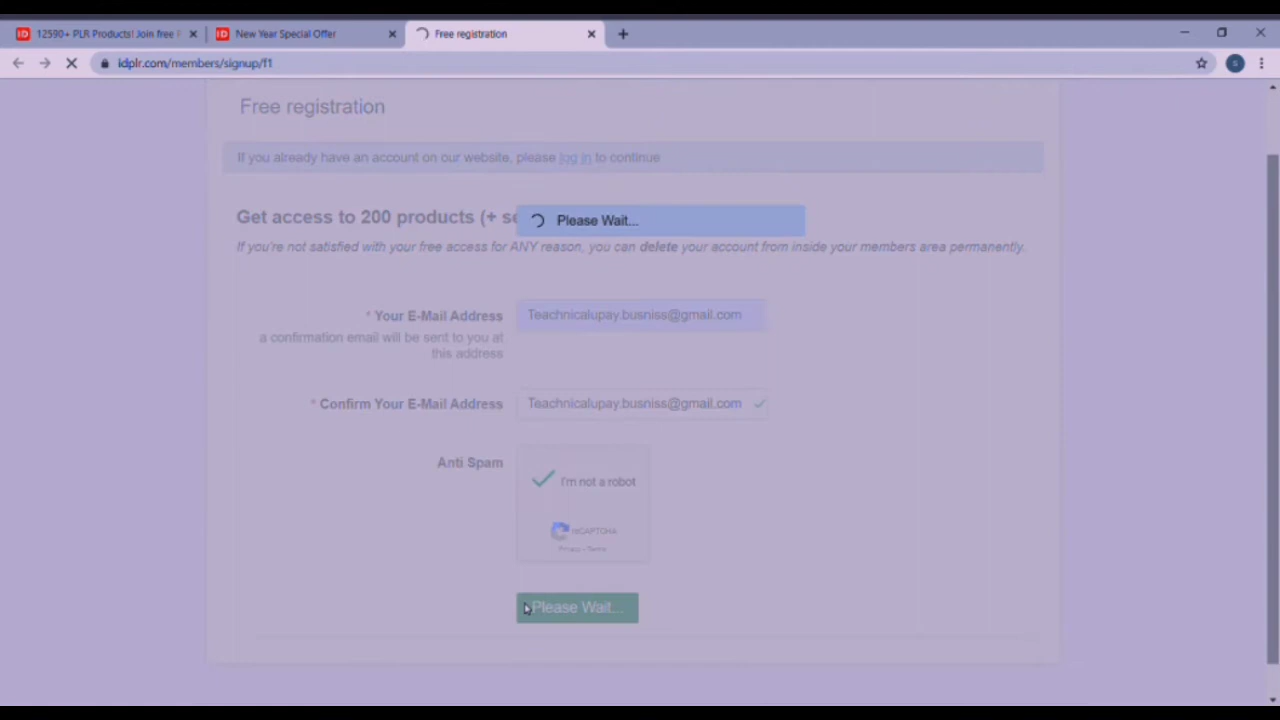 12590+ PLR Products! Join free
New Year Special Offer
Free registration
idplr.com/members/signup/f1
s
Free registration
If you already have an account on our website, please log in to continue
Get access to 200 products (+ se
Please Wait...
If you're not satisfied with your free access for ANY reason, you can delete your account from inside your members area permanently.
* Your E-Mail Address
Teachnicalupay.busniss@gmail.com
a confirmation email will be sent to you at
this address
* Confirm Your E-Mail Address
Teachnicalupay.busniss@gmail.com
Anti Spam
I'm not a robot
reCAPTCHA
Privacy - Terms
Please Wait...